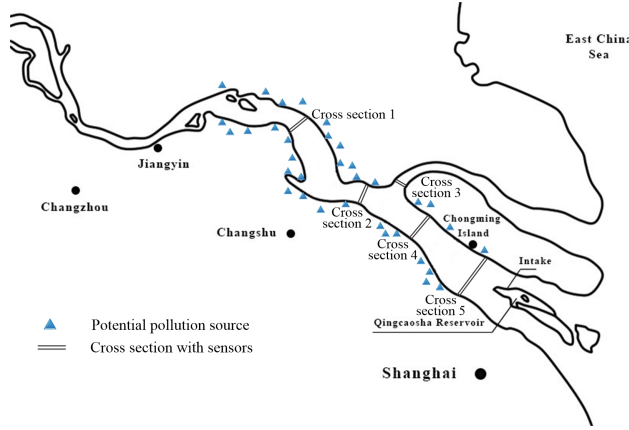 East China
Sea
Cross section 1
Jiangyin
Cross section 3
Changzhou
Cross section 2
Chongming
Island
Changshu
Cross section 4
Intake
Cross section 5
Qingcaosha Reservoir
Potential pollution source
Cross section with sensors
Shanghai